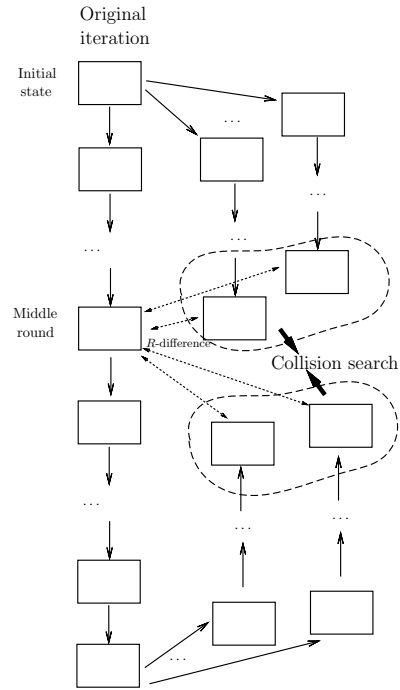 Original
iteration
Initial
state
...
...
...
...
Middle
round
R-difference
Collision search
...
...
...
...